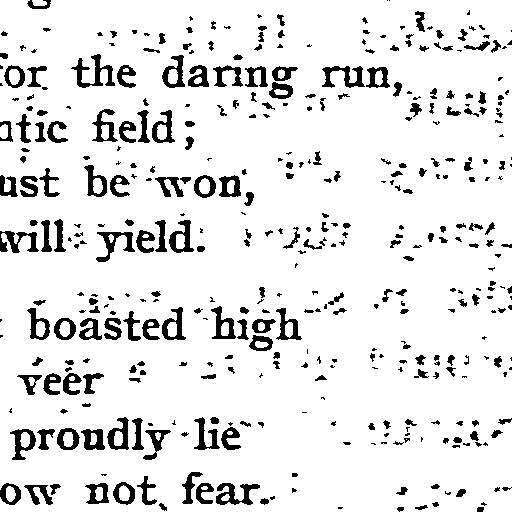 for the daring run,
ntic field;
ust be won,
will yield.
boasted high
veer
proudly lie
ow not fear.